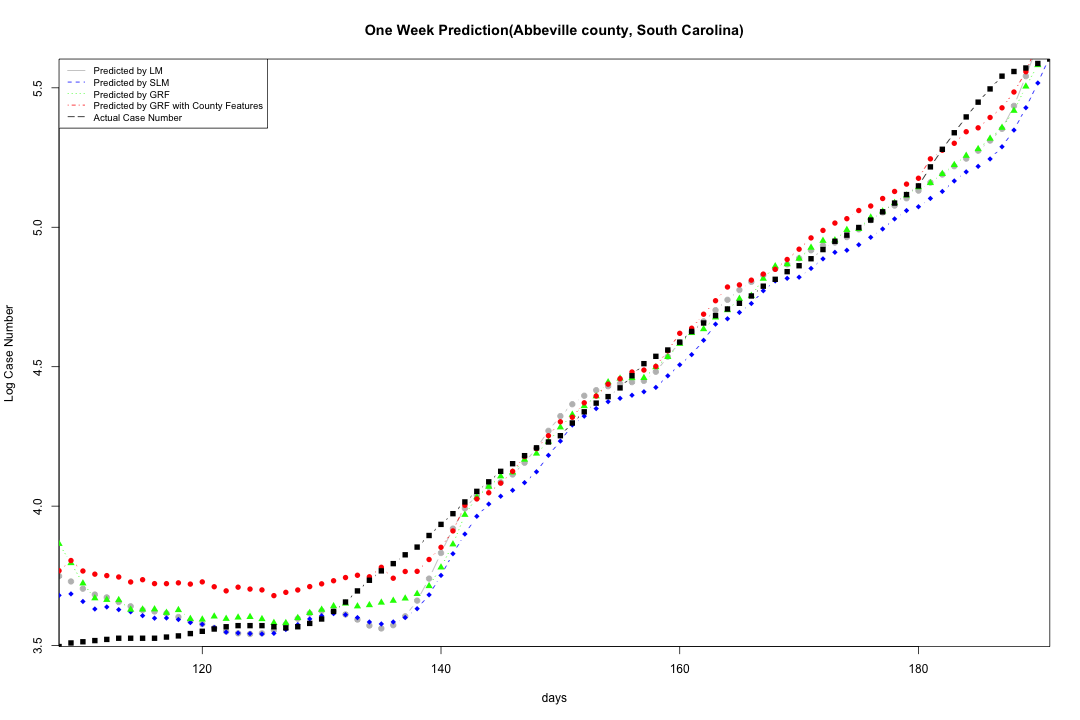 One Week Prediction(Abbeville county, South Carolina)
Predicted by LM
Predicted by SLM
Predicted by GRF
Predicted by GRF with County Features
Actual Case Number
5.5
5.0
4.5
4.0
3.5
Log Case Number
120
140
160
180
days